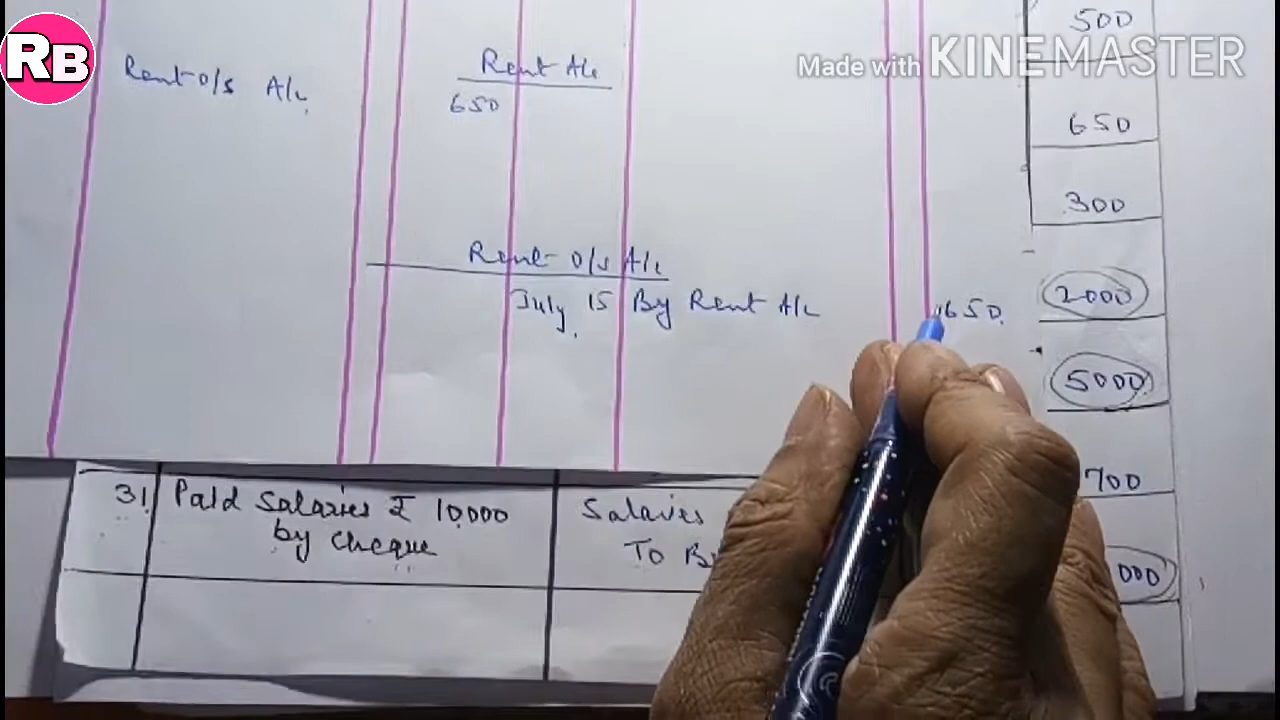 RB
Made with KINEMASTER
500
Rent A/c
Rent O/s A/c
650
650
300
Rent O/s A/c
July 15 By Rent A/c 650
2000
5000
700
31 Paid Salaries ₹ 10000
by Cheque
Salaries
To B
000